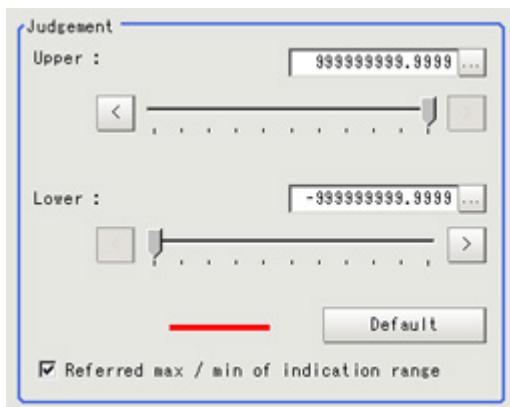 Judgement
Upper :
999999999.9999 ...
<
>
Lower :
-999999999.9999 ...
<
>
Default
Referred max / min of indication range